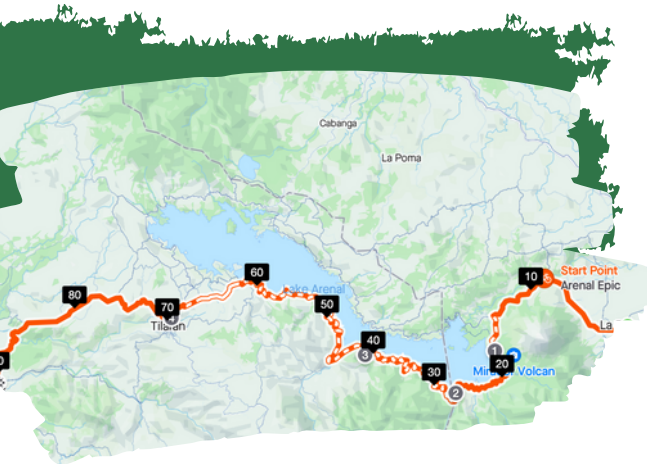 Cabanga
La Poma
Start Point
10
Arenal Epic
60
Lake Arenal
80
50
70
Tilarán
La
40
1
3
20
30
Mirador Volcan
2